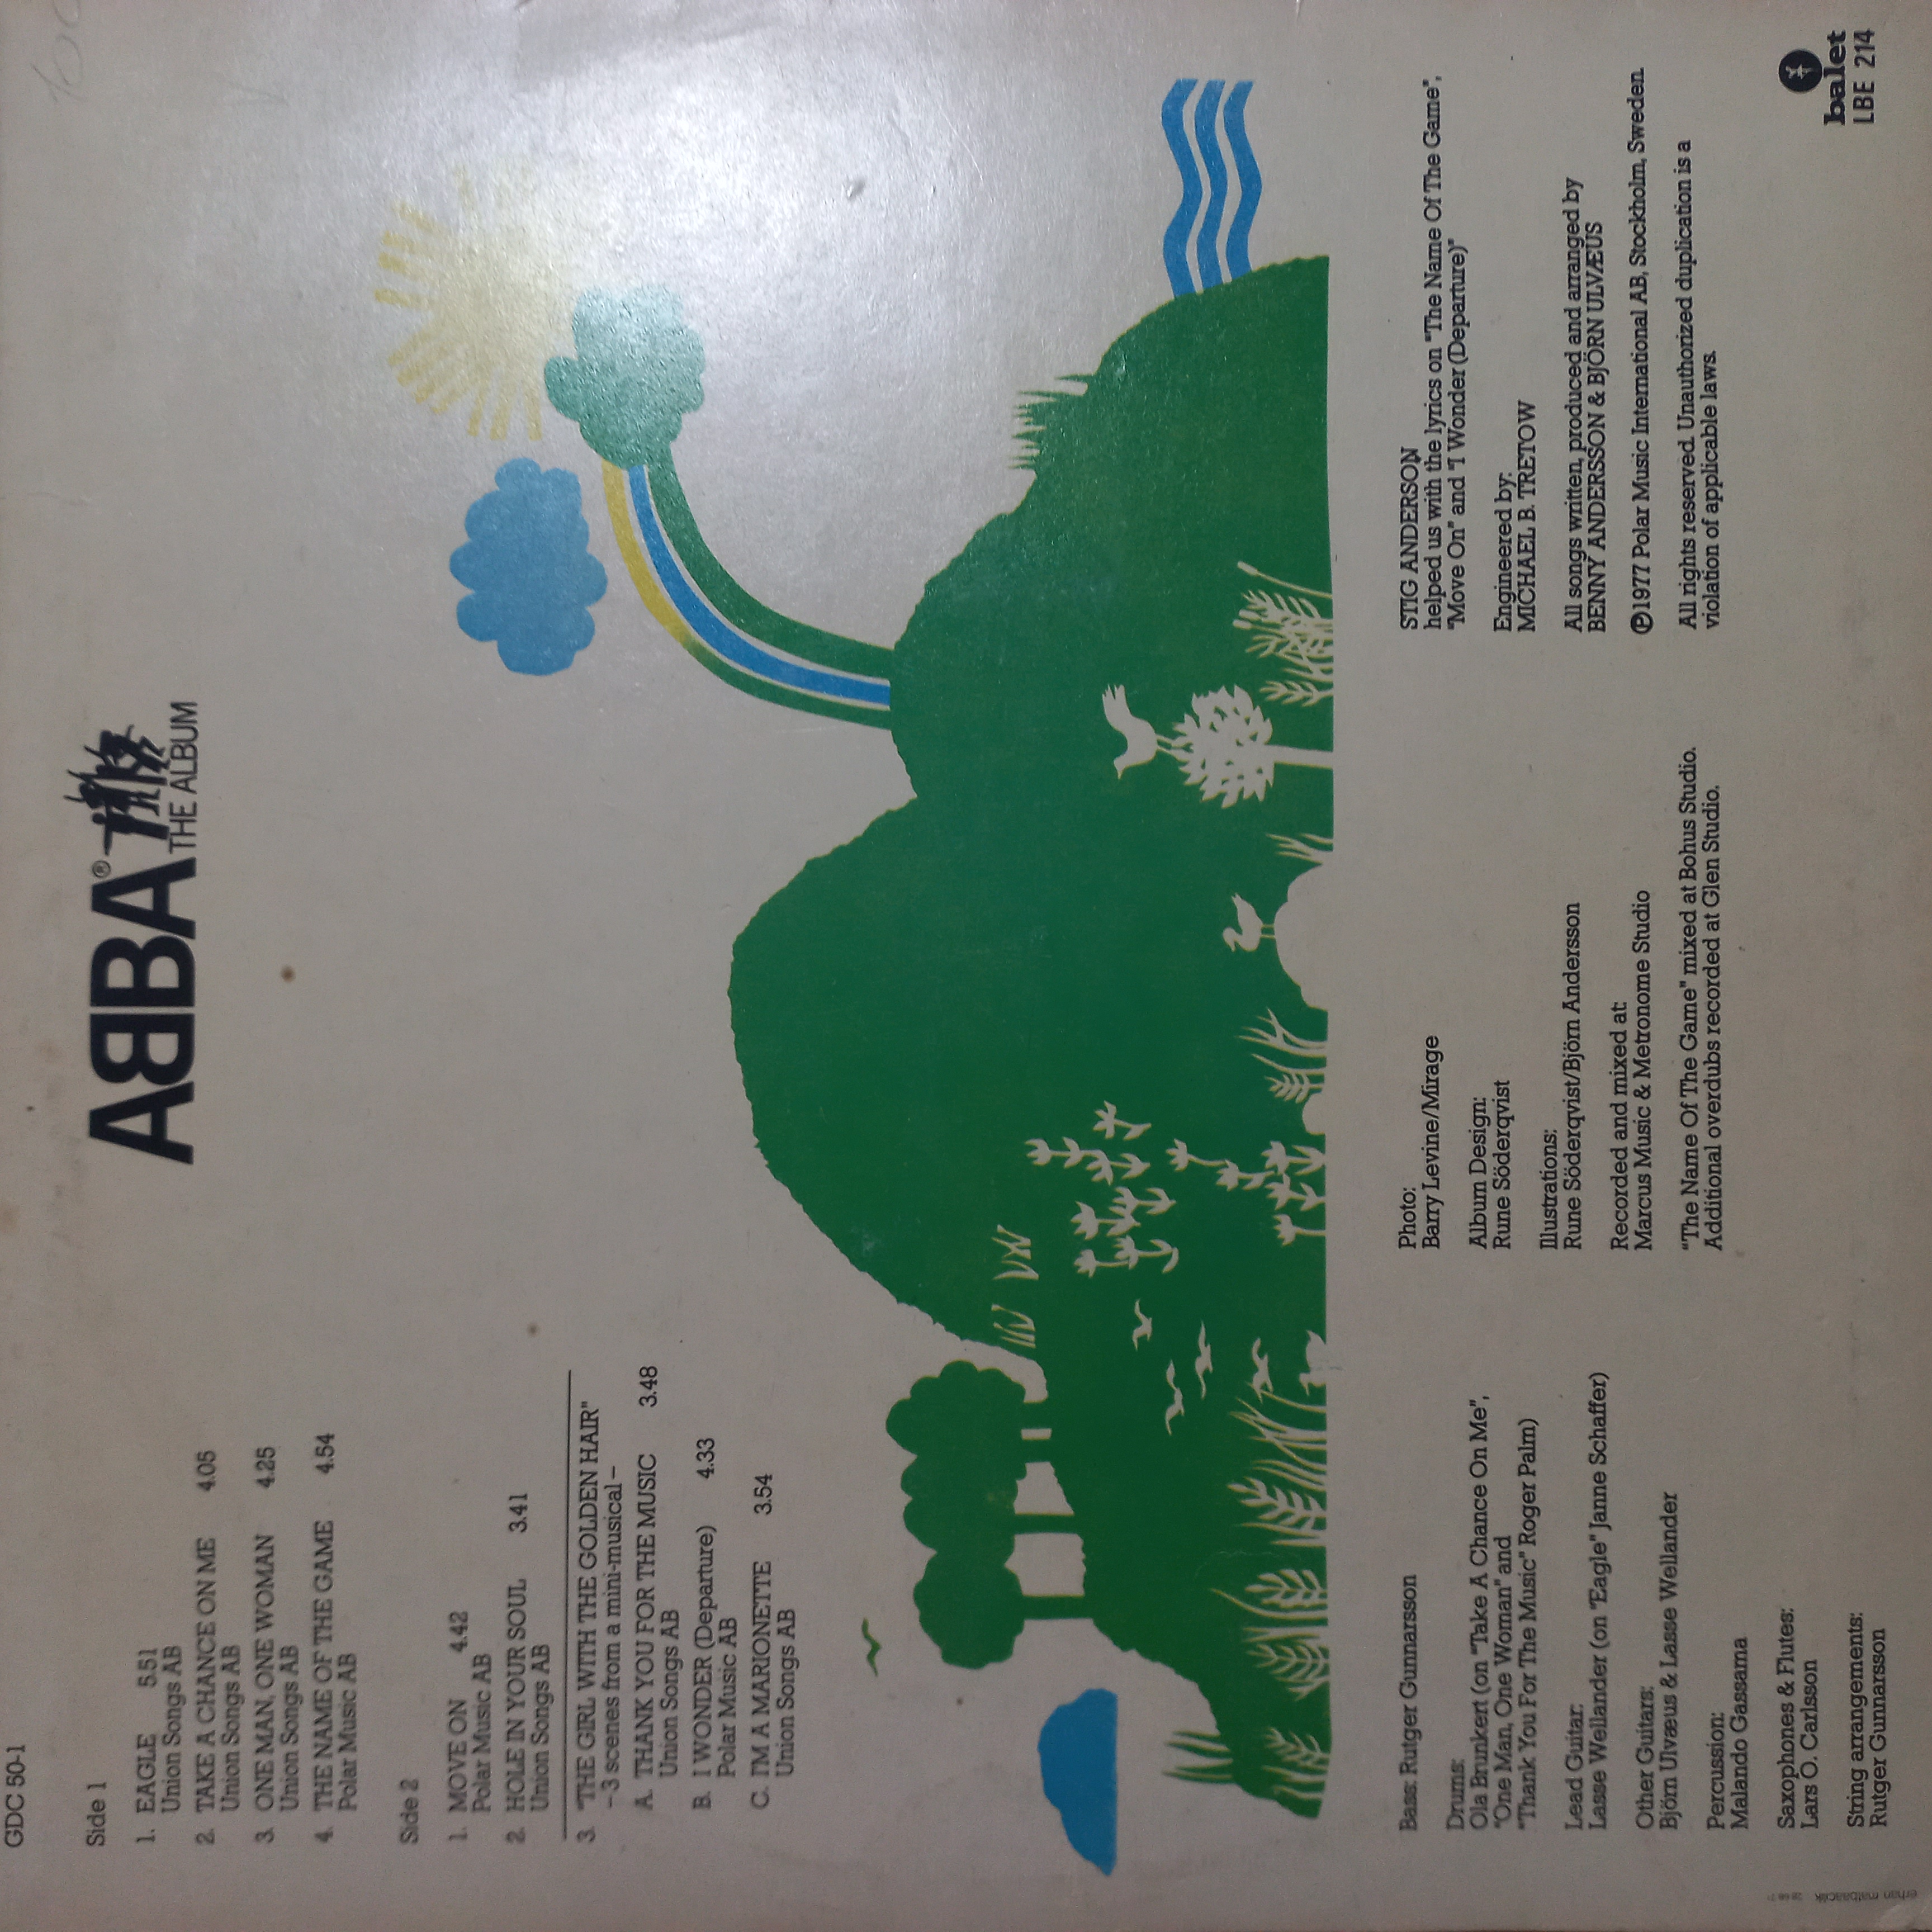 GDC 50-1
ABBA®
THE ALBUM
Side 1
1. EAGLE 5.51
Union Songs AB
2. TAKE A CHANCE ON ME 4.05
Union Songs AB
3. ONE MAN, ONE WOMAN 4.25
Union Songs AB
4. THE NAME OF THE GAME 4.54
Polar Music AB
Side 2
1. MOVE ON 4.42
Polar Music AB
2. HOLE IN YOUR SOUL 3.41
Union Songs AB
3. "THE GIRL WITH THE GOLDEN HAIR"
– 3 scenes from a mini-musical –
A. THANK YOU FOR THE MUSIC 3.48
Union Songs AB
B. I WONDER (Departure) 4.33
Polar Music AB
C. I'M A MARIONETTE 3.54
Union Songs AB
Bass: Rutger Gunnarsson
Drums:
Ola Brunkert (on "Take A Chance On Me",
"One Man, One Woman" and
"Thank You For The Music" Roger Palm)
Lead Guitar:
Lasse Wellander (on "Eagle" Janne Schaffer)
Other Guitars:
Björn Ulvæus & Lasse Wellander
Percussion:
Malando Gassama
Saxophones & Flutes:
Lars O. Carlsson
String arrangements:
Rutger Gunnarsson
Photo:
Barry Levine/Mirage
Album Design:
Rune Söderqvist
Illustrations:
Rune Söderqvist/Björn Andersson
Recorded and mixed at:
Marcus Music & Metronome Studio
"The Name Of The Game" mixed at Bohus Studio.
Additional overdubs recorded at Glen Studio.
STIG ANDERSON
helped us with the lyrics on "The Name Of The Game",
"Move On" and "I Wonder (Departure)"
Engineered by:
MICHAEL B. TRETOW
All songs written, produced and arranged by
BENNY ANDERSSON & BJÖRN ULVÆUS
Ⓟ1977 Polar Music International AB, Stockholm, Sweden.
All rights reserved. Unauthorized duplication is a
violation of applicable laws.
balet
LBE 214
erhan matbaacılık